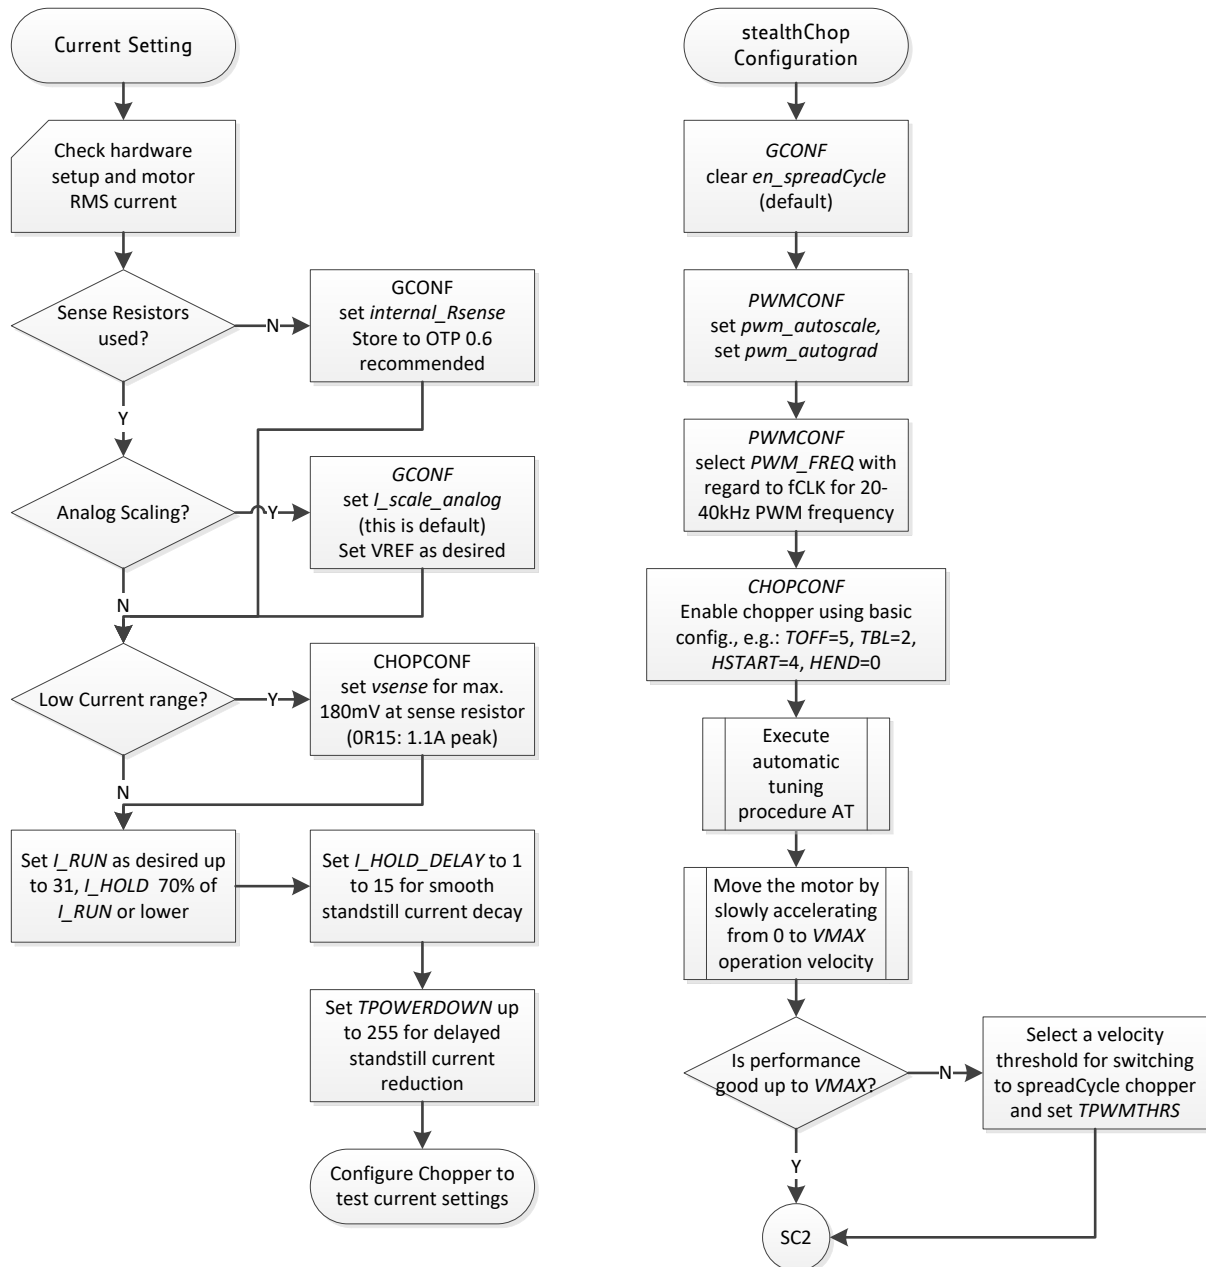 Current Setting
Check hardware
setup and motor
RMS current
Sense Resistors
used?
N
GCONF
set internal_Rsense
Store to OTP 0.6
recommended
Y
Analog Scaling?
Y
GCONF
set I_scale_analog
(this is default)
Set VREF as desired
N
Low Current range?
Y
CHOPCONF
set vsense for max.
180mV at sense resistor
(0R15: 1.1A peak)
N
Set I_RUN as desired up
to 31, I_HOLD 70% of
I_RUN or lower
Set I_HOLD_DELAY to 1
to 15 for smooth
standstill current decay
Set TPOWERDOWN up
to 255 for delayed
standstill current
reduction
Configure Chopper to
test current settings
stealthChop
Configuration
GCONF
clear en_spreadCycle
(default)
PWMCONF
set pwm_autoscale,
set pwm_autograd
PWMCONF
select PWM_FREQ with
regard to fCLK for 20-
40kHz PWM frequency
CHOPCONF
Enable chopper using basic
config., e.g.: TOFF=5, TBL=2,
HSTART=4, HEND=0
Execute
automatic
tuning
procedure AT
Move the motor by
slowly accelerating
from 0 to VMAX
operation velocity
Is performance
good up to VMAX?
N
Select a velocity
threshold for switching
to spreadCycle chopper
and set TPWMTHRS
Y
SC2